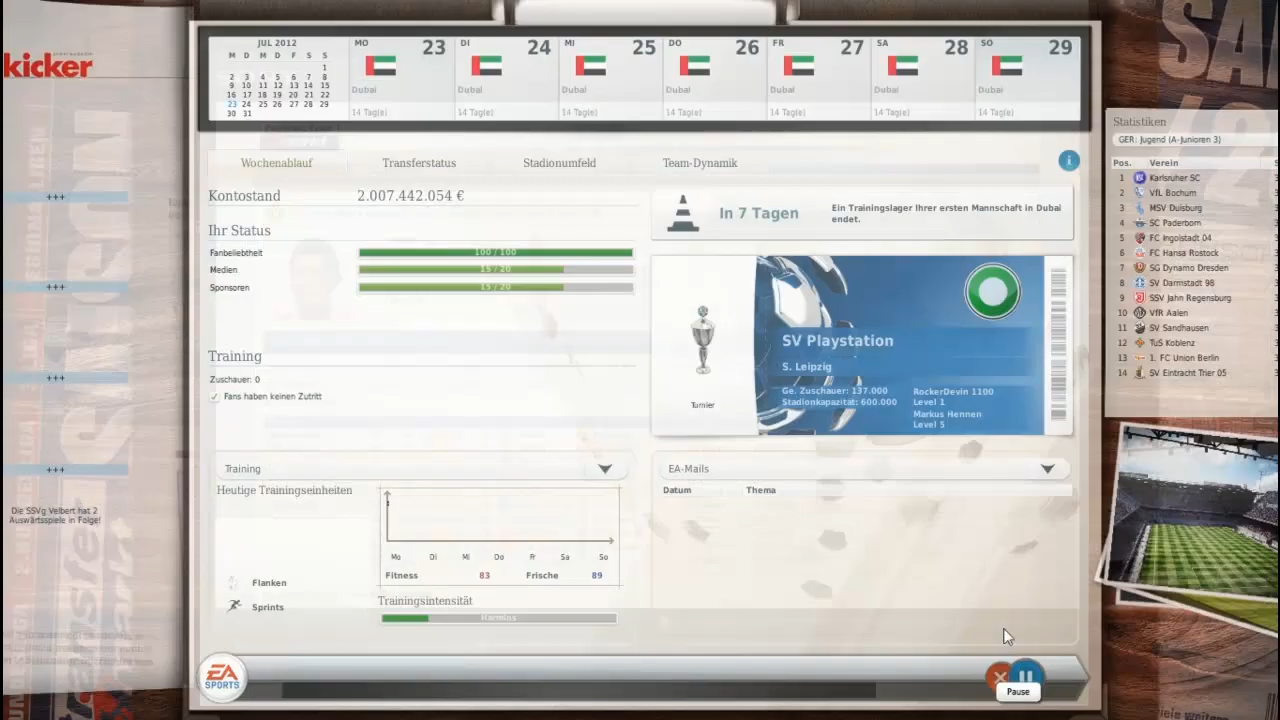 kicker
+++
+++
+++
+++
Die SSVg Velbert hat 2
Auswärtsspiele in Folge!
JUL 2012
M D M D F S S
1
2 3 4 5 6 7 8
9 10 11 12 13 14 15
16 17 18 19 20 21 22
23 24 25 26 27 28 29
30 31
MO 23
Dubai
14 Tag(e)
DI 24
Dubai
14 Tag(e)
MI 25
Dubai
14 Tag(e)
DO 26
Dubai
14 Tag(e)
FR 27
Dubai
14 Tag(e)
SA 28
Dubai
14 Tag(e)
SO 29
Dubai
14 Tag(e)
Wochenablauf
Transferstatus
Stadionumfeld
Team-Dynamik
i
Kontostand 2.007.442.054 €
Ihr Status
Fanbeliebtheit 100 / 100
Medien 15 / 20
Sponsoren 15 / 20
Training
Zuschauer: 0
Fans haben keinen Zutritt
In 7 Tagen
Ein Trainingslager Ihrer ersten Mannschaft in Dubai
endet.
Turnier
SV Playstation
S. Leipzig
Ge. Zuschauer: 137.000
Stadionkapazität: 600.000
RockerDevin 1100
Level 1
Markus Hennen
Level 5
Training
Heutige Trainingseinheiten
Flanken
Sprints
Mo Di Mi Do Fr Sa So
Fitness 83 Frische 89
Trainingsintensität
Harmlos
EA-Mails
Datum Thema
EA
SPORTS
Pause
Statistiken
GER: Jugend (A-Junioren 3)
Pos. Verein
1 Karlsruher SC
2 VfL Bochum
3 MSV Duisburg
4 SC Paderborn
5 FC Ingolstadt 04
6 FC Hansa Rostock
7 SG Dynamo Dresden
8 SV Darmstadt 98
9 SSV Jahn Regensburg
10 VfR Aalen
11 SV Sandhausen
12 TuS Koblenz
13 1. FC Union Berlin
14 SV Eintracht Trier 05